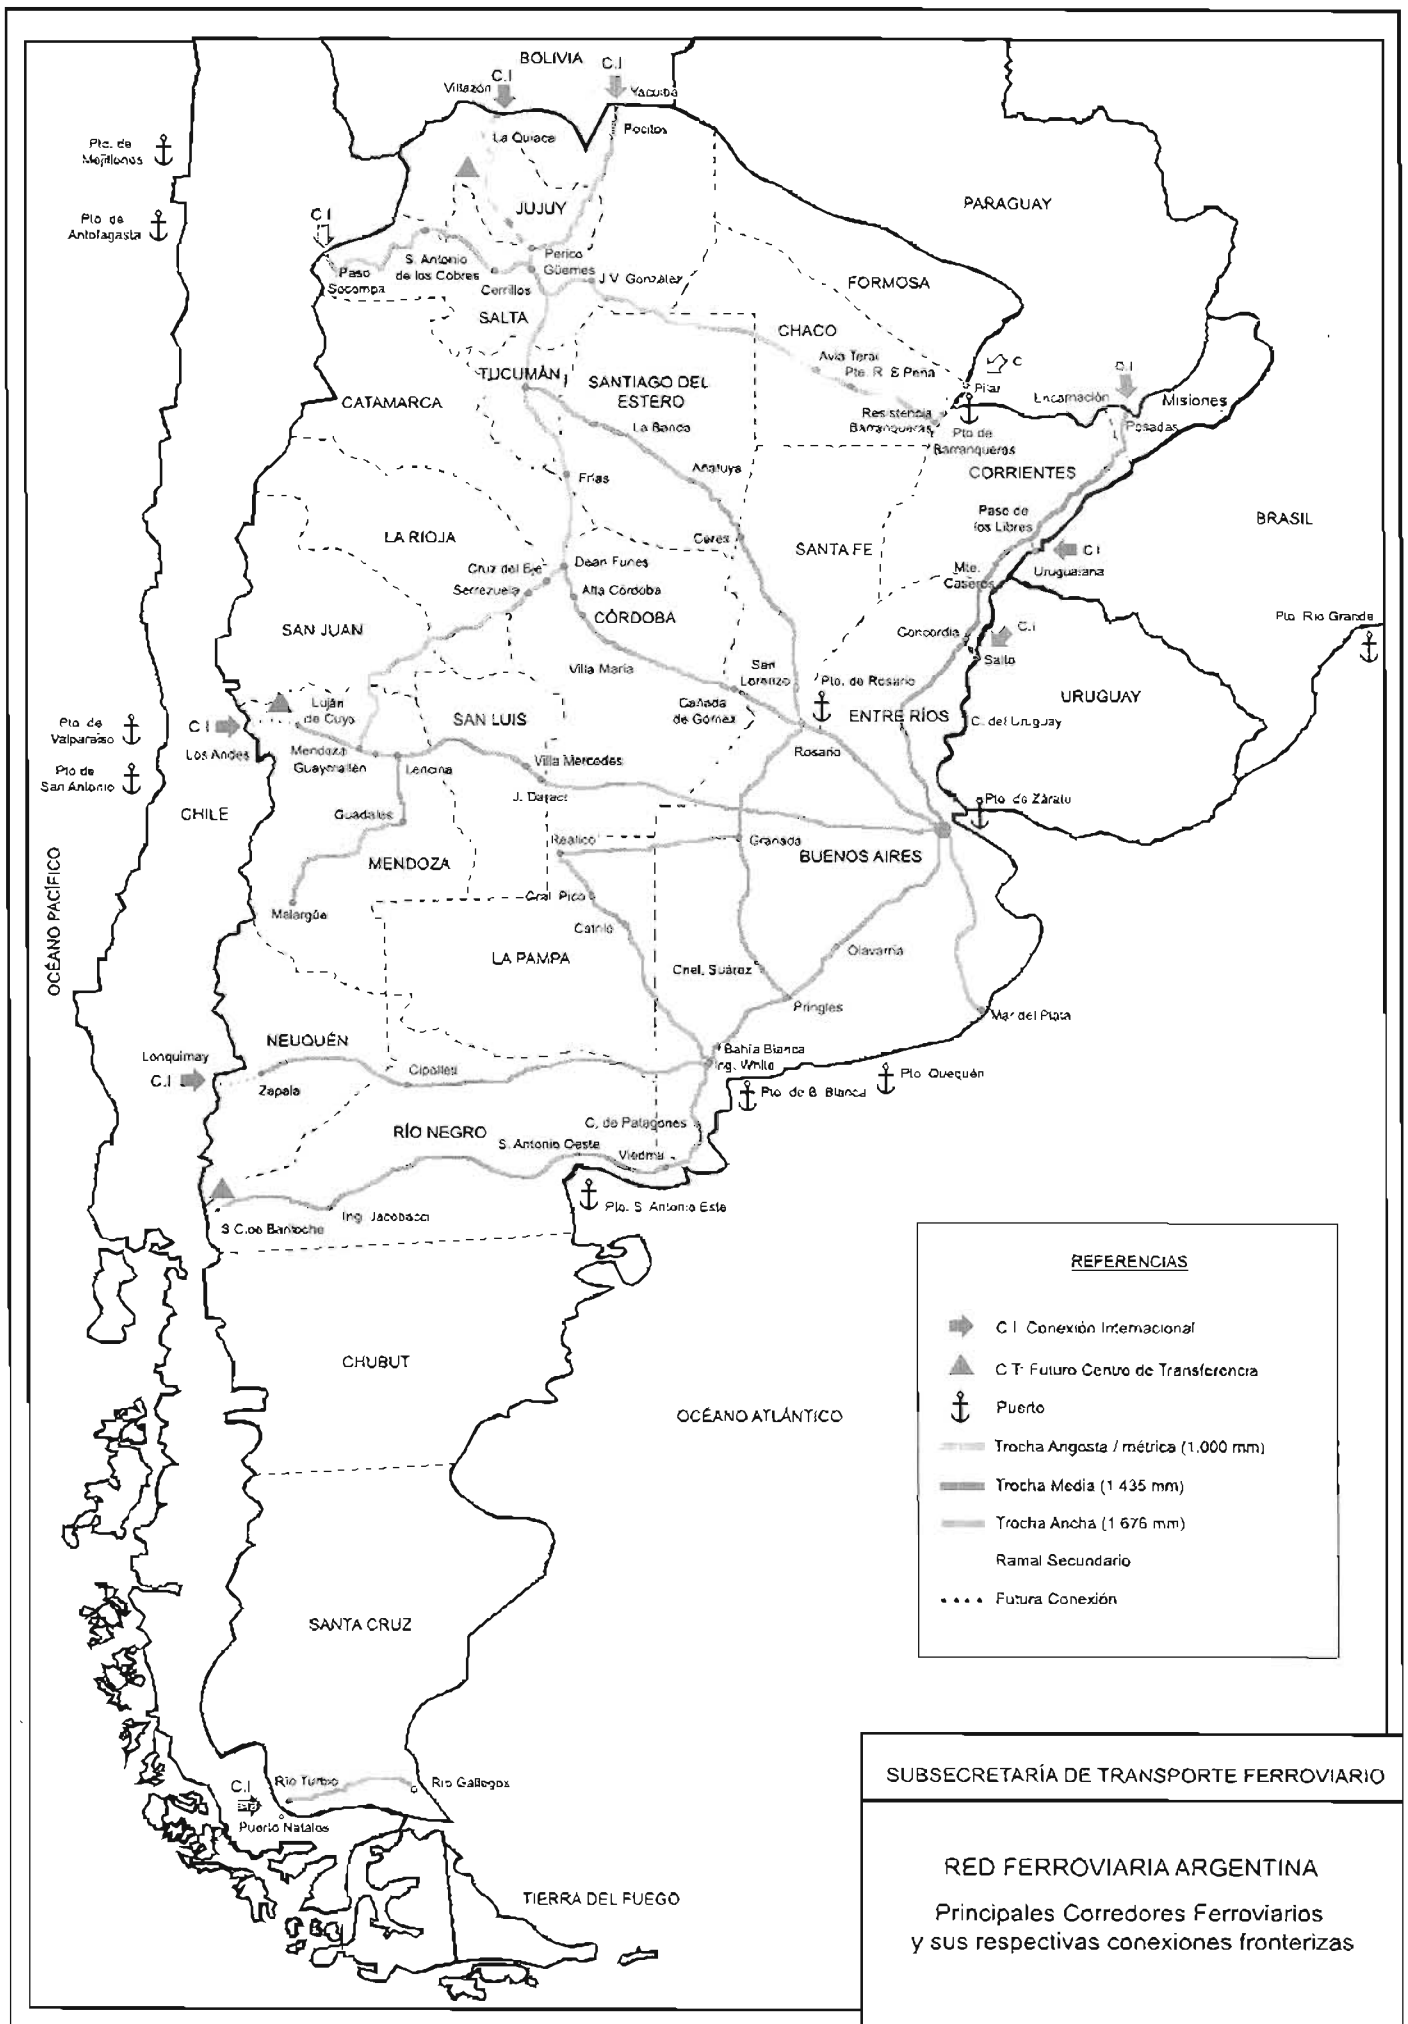 BOLIVIA
C.I
C.I
Villazón
Yacuiba
La Quiaca
Pocitos
Pto. de
Mejillones
JUJUY
PARAGUAY
Pto. de
Antofagasta
C.I
Perico
Güemes
S. Antonio
de los Cobres
Paso
Socompa
Cerrillos
J.V. González
FORMOSA
SALTA
CHACO
Avia Terai
Pte. R. S. Peña
C
TUCUMÁN
SANTIAGO DEL
ESTERO
Pilar
C.I
Encarnación
Misiones
CATAMARCA
Resistencia
Barranqueras
La Banda
Pto de
Barranqueras
Posadas
CORRIENTES
Añatuya
Frías
Paso de
los Libres
BRASIL
LA RIOJA
Ceres
SANTA FE
C.I
Uruguaiana
Cruz del Eje
Dean Funes
Mte.
Caseros
Serrezuela
Alta Córdoba
CÓRDOBA
SAN JUAN
Pto. Rio Grande
Concordia
C.I
Salto
Villa María
San
Lorenzo
Pto. de Rosario
URUGUAY
Luján
de Cuyo
SAN LUIS
Cañada
de Gómez
ENTRE RÍOS
C. del Uruguay
Pto de
Valparaíso
C.I
Los Andes
Mendoza
Guaymallén
Lencina
Villa Mercedes
Rosario
Pto de
San Antonio
J. Daract
Pto. de Zárate
CHILE
Guadales
Realicó
Granada
BUENOS AIRES
MENDOZA
OCÉANO PACÍFICO
Gral. Pico
Malargüe
Catriló
LA PAMPA
Olavarría
Cnel. Suárez
Pringles
Mar del Plata
NEUQUÉN
Lonquimay
C.I
Bahía Blanca
Ing. White
Cipolleti
Zapala
Pto. Quequén
Pto. de B. Blanca
C. de Patagones
RÍO NEGRO
S. Antonio Oeste
Viedma
Pto. S. Antonio Este
Ing. Jacobacci
S.C. de Bariloche
REFERENCIAS
C.I. Conexión Internacional
C.T: Futuro Centro de Transferencia
Puerto
Trocha Angosta / métrica (1.000 mm)
Trocha Media (1 435 mm)
Trocha Ancha (1 676 mm)
Ramal Secundario
Futura Conexión
CHUBUT
OCÉANO ATLÁNTICO
SANTA CRUZ
C.I
Río Turbio
Río Gallegos
Puerto Natales
TIERRA DEL FUEGO
SUBSECRETARÍA DE TRANSPORTE FERROVIARIO
RED FERROVIARIA ARGENTINA
Principales Corredores Ferroviarios
y sus respectivas conexiones fronterizas